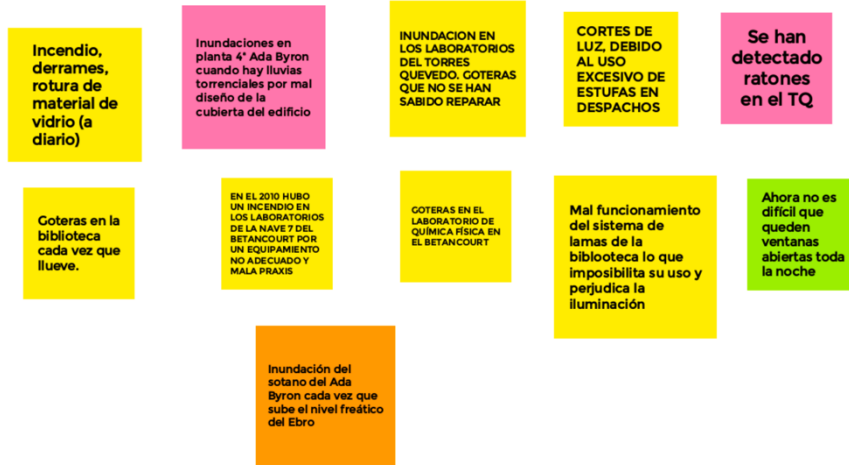 Incendio,
derrames,
rotura de
material de
vidrio (a
diario)
Inundaciones en
planta 4ª Ada Byron
cuando hay lluvias
torrenciales por mal
diseño de la
cubierta del edificio
INUNDACION EN
LOS LABORATORIOS
DEL TORRES
QUEVEDO. GOTERAS
QUE NO SE HAN
SABIDO REPARAR
CORTES DE
LUZ, DEBIDO
AL USO
EXCESIVO DE
ESTUFAS EN
DESPACHOS
Se han
detectado
ratones
en el TQ
Goteras en la
biblioteca
cada vez que
llueve.
EN EL 2010 HUBO
UN INCENDIO EN
LOS LABORATORIOS
DE LA NAVE 7 DEL
BETANCOURT POR
UN EQUIPAMIENTO
NO ADECUADO Y
MALA PRAXIS
GOTERAS EN EL
LABORATORIO DE
QUÍMICA FÍSICA EN
EL BETANCOURT
Mal funcionamiento
del sistema de
lamas de la
biblooteca lo que
imposibilita su uso y
perjudica la
iluminación
Ahora no es
difícil que
queden
ventanas
abiertas toda
la noche
Inundación del
sotano del Ada
Byron cada vez que
sube el nivel freático
del Ebro